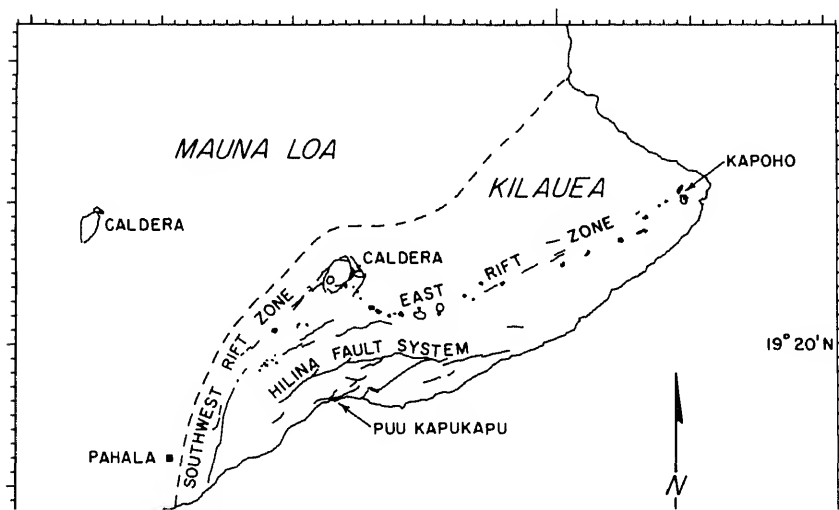 MAUNA LOA
KILAUEA
KAPOHO
CALDERA
CALDERA
EAST RIFT ZONE
SOUTHWEST RIFT ZONE
HILINA FAULT SYSTEM
19° 20' N
PUU KAPUKAPU
PAHALA
N